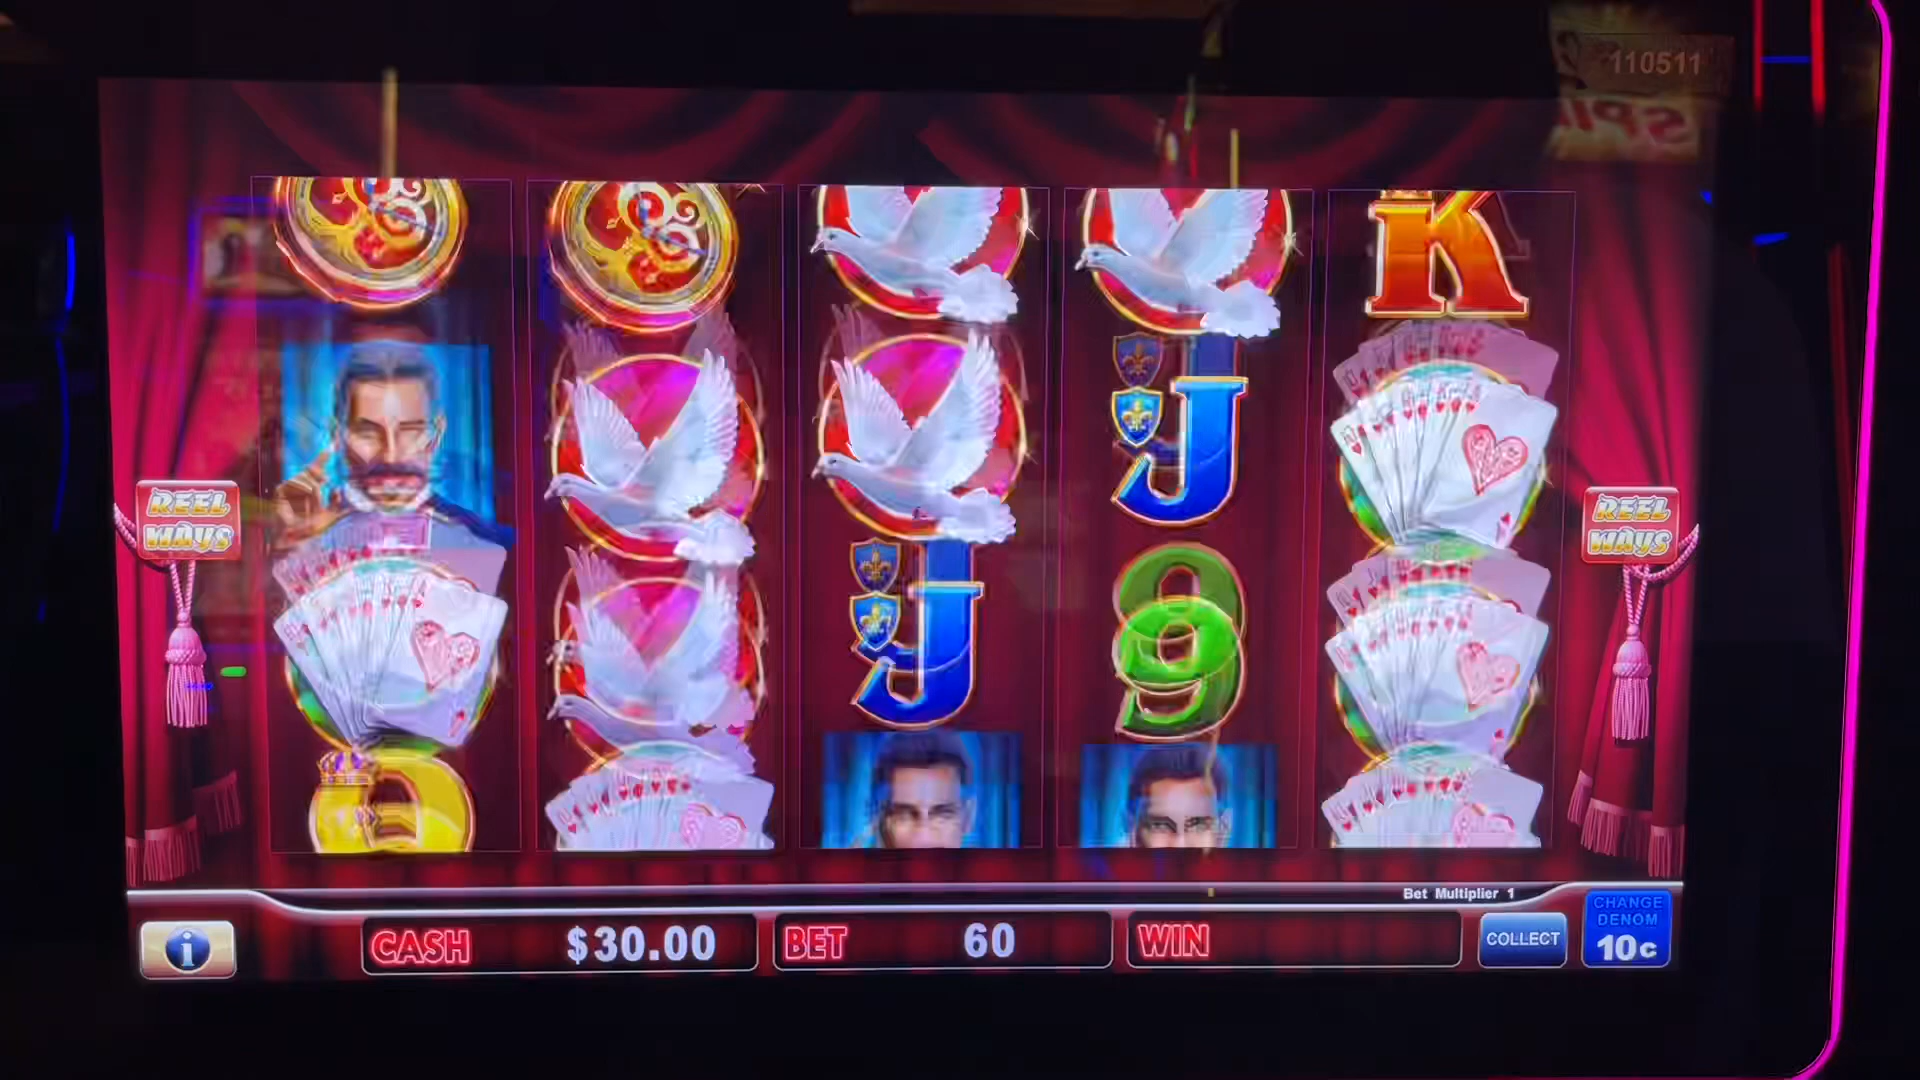 110511
SPI
K
J
REEL
WAYS
REEL
WAYS
9
J
Bet Multiplier 1
CASH $30.00
BET 60
WIN
COLLECT
CHANGE
DENOM
10c